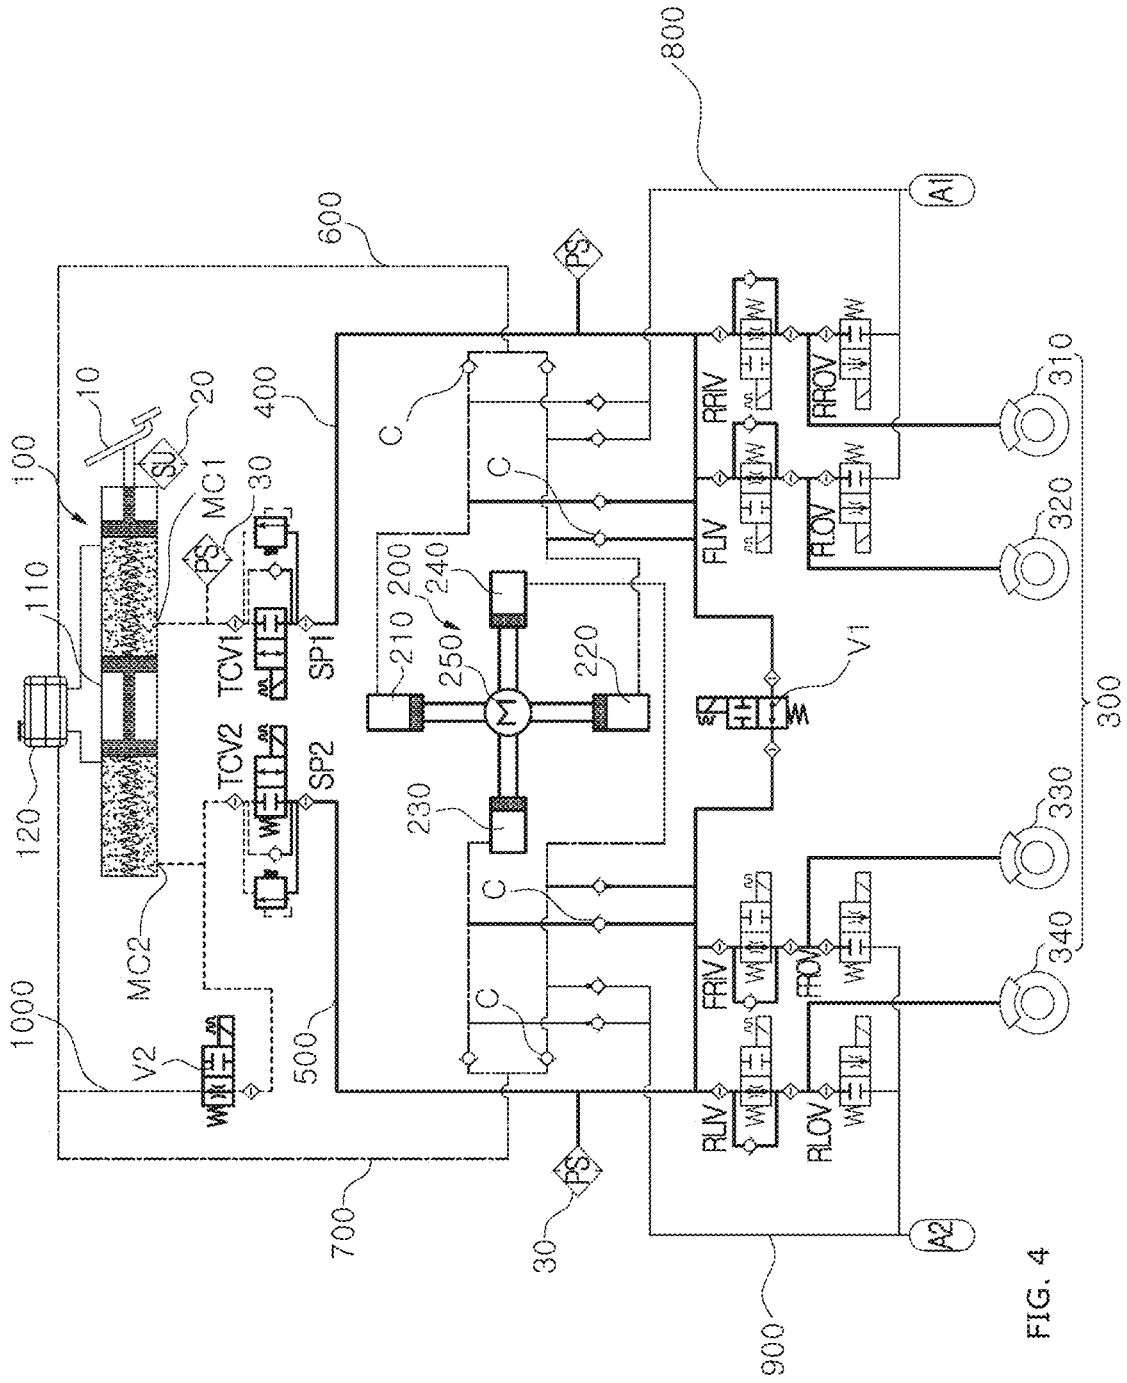 800
600
10
20
SU
400
100
MC1
30
PS
PS
A1
C
C
RRIV
RROV
310
110
FLIV
FLOV
320
200
240
210
250
M
220
TCV1
SP1
120
V1
300
TCV2
SP2
230
MC2
C
C
330
FRIV
FROV
340
1000
V2
500
RLIV
RLOV
700
PS
30
A2
900
FIG. 4